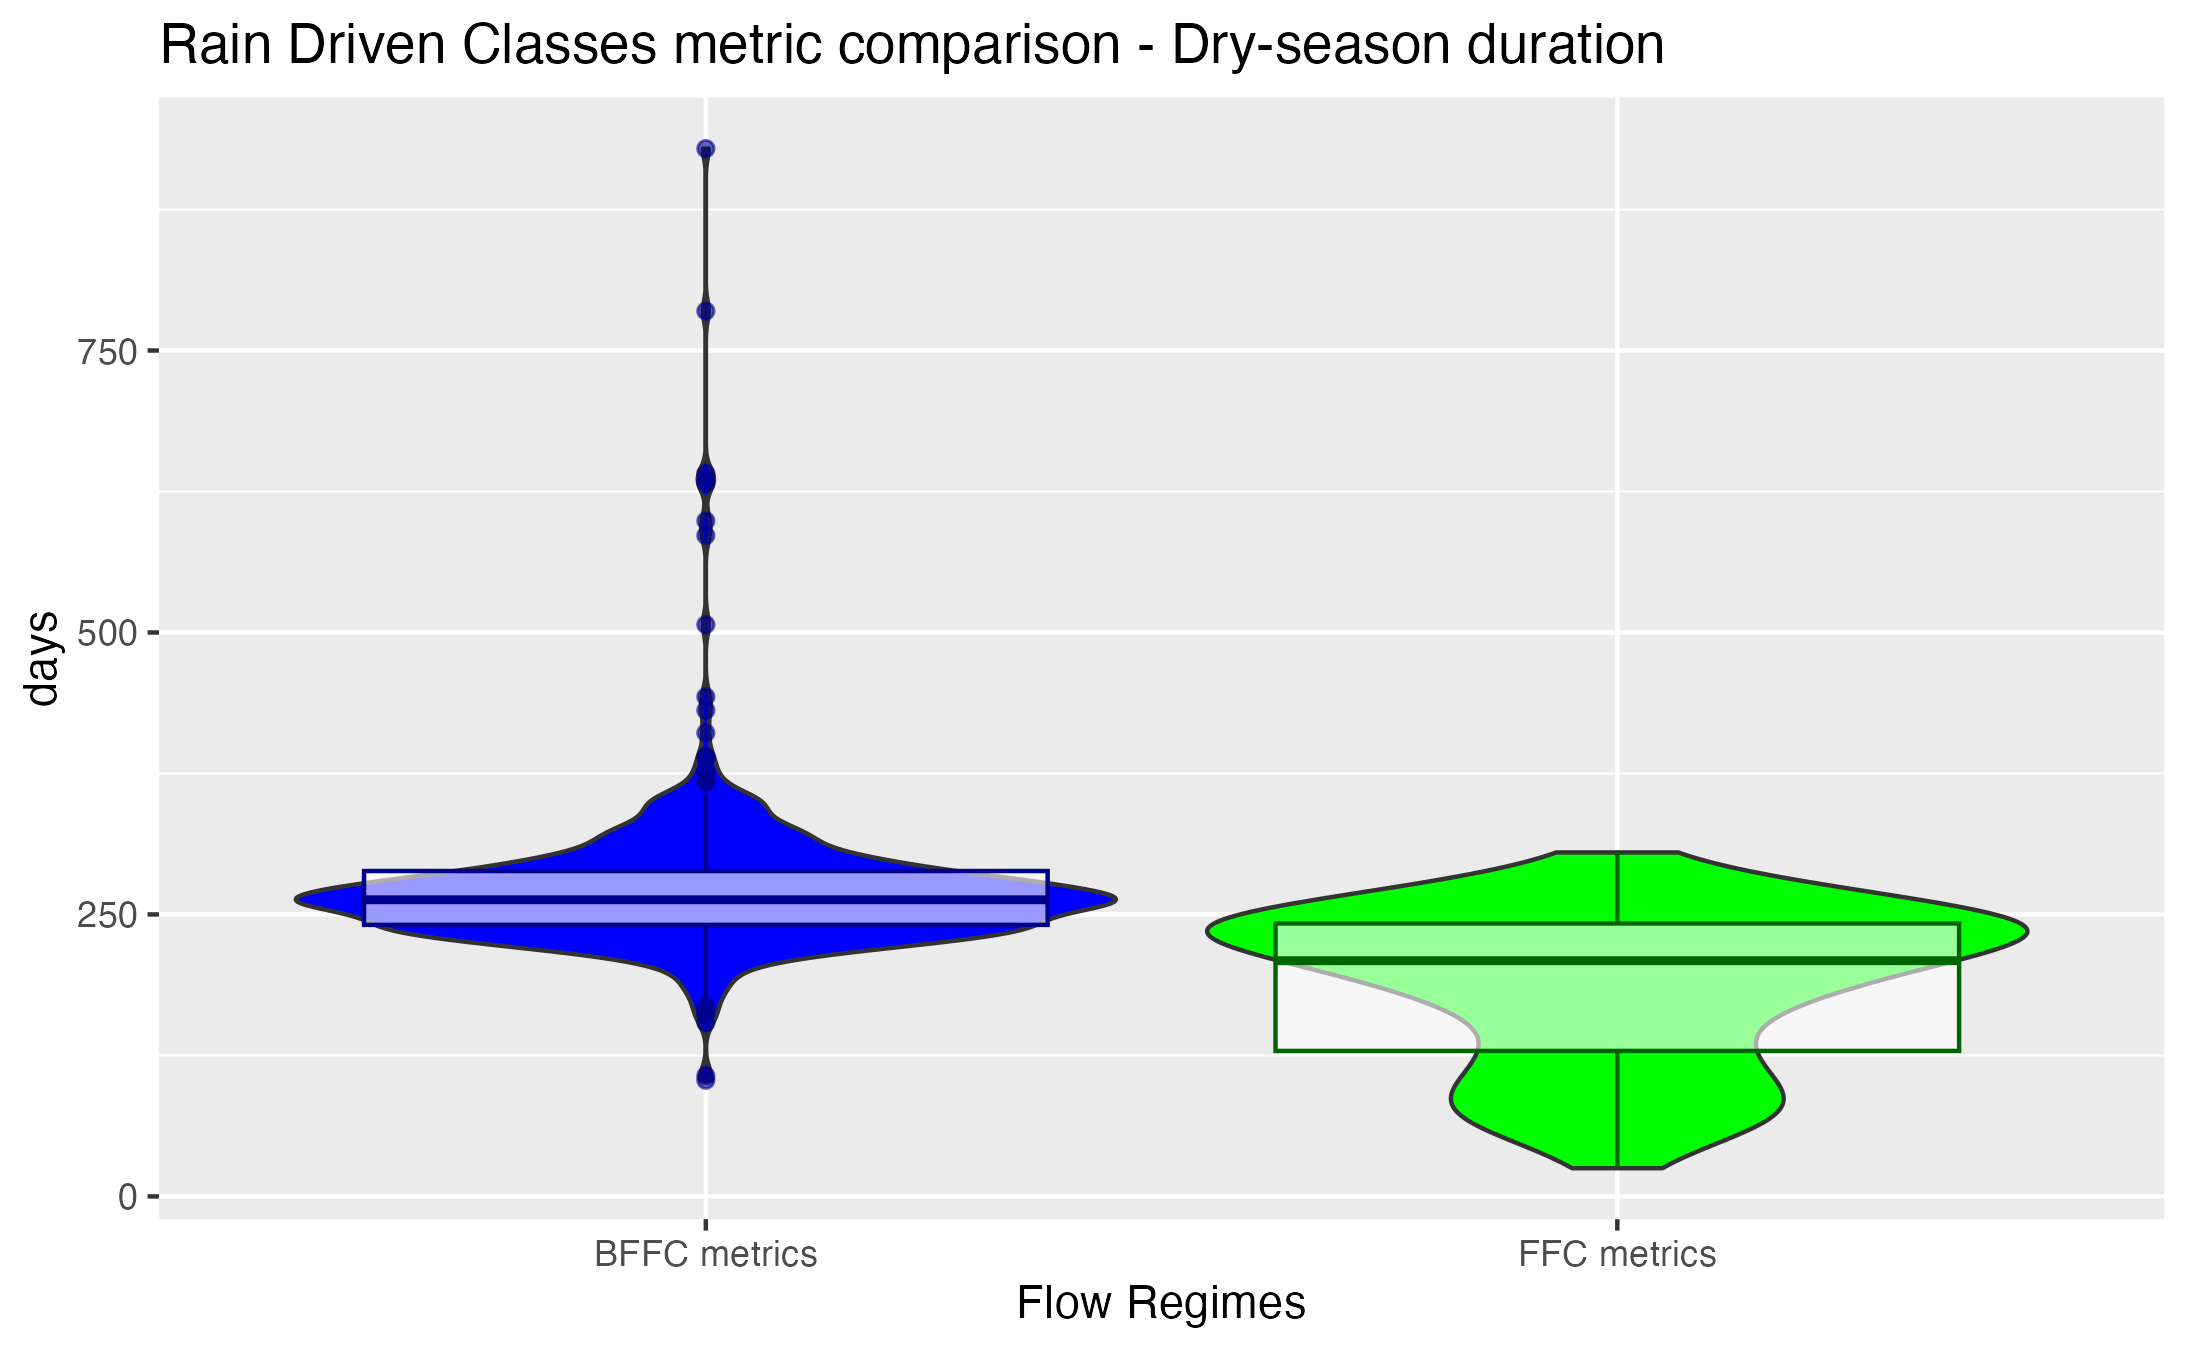 Rain Driven Classes metric comparison - Dry-season duration
days
750
500
250
0
BFFC metrics
FFC metrics
Flow Regimes